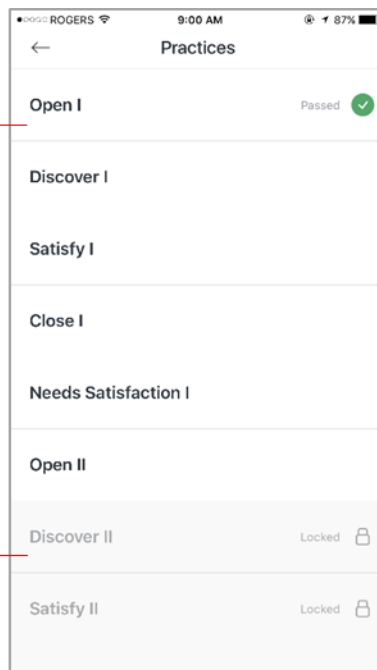 ROGERS 9:00 AM 87%
Practices
Open I Passed
Discover I
Satisfy I
Close I
Needs Satisfaction I
Open II
Discover II Locked
Satisfy II Locked